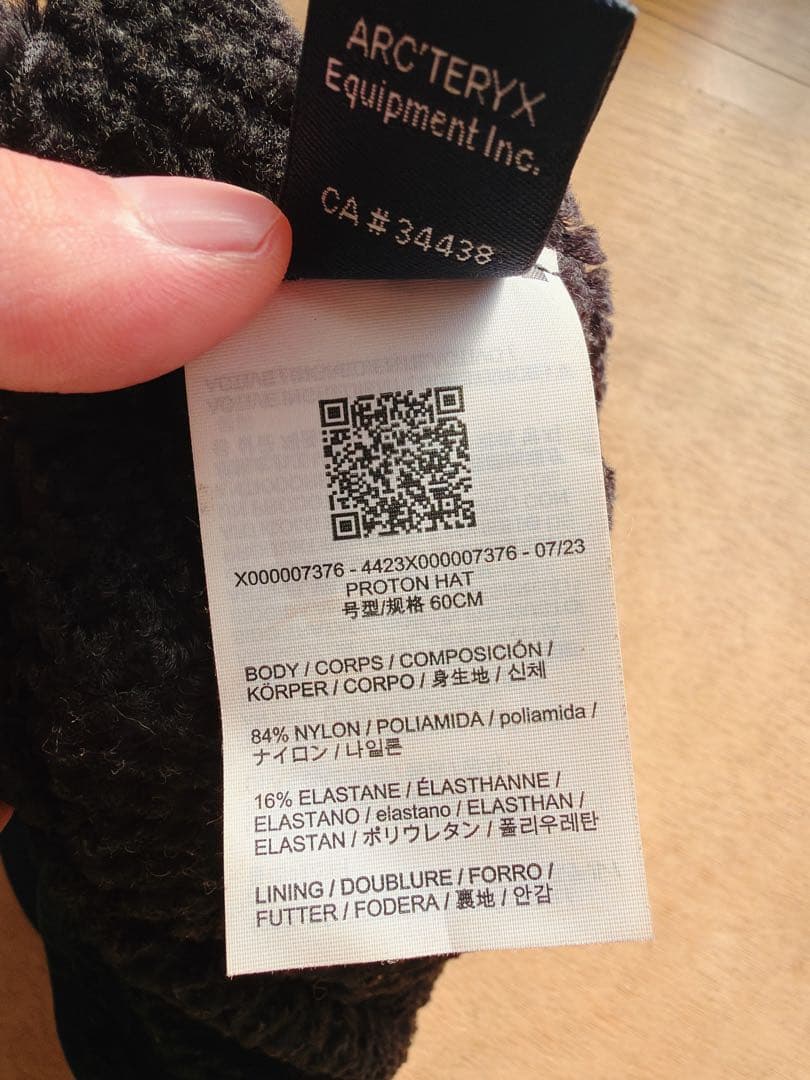 ARC'TERYX
Equipment Inc.
CA # 34438
X000007376 - 4423X000007376 - 07/23
PROTON HAT
号型/规格 60CM
BODY / CORPS / COMPOSICIÓN /
KÖRPER / CORPO / 身生地 / 신체
84% NYLON / POLIAMIDA / poliamida /
ナイロン / 나일론
16% ELASTANE / ÉLASTHANNE /
ELASTANO / elastano / ELASTHAN /
ELASTAN / ポリウレタン / 폴리우레탄
LINING / DOUBLURE / FORRO /
FUTTER / FODERA / 裏地 / 안감